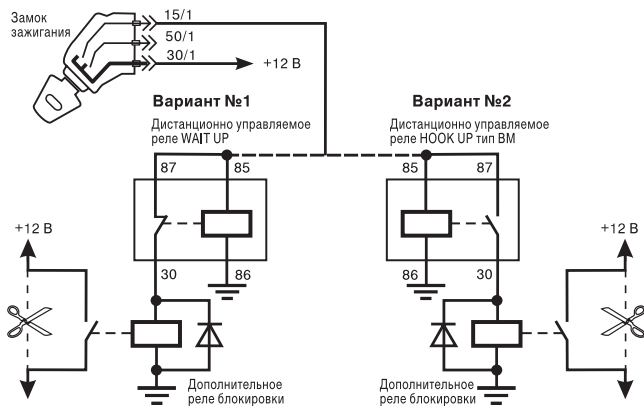 Замок
зажигания
15/1
50/1
30/1
+12 В
Вариант №1
Дистанционно управляемое
реле WAIT UP
Вариант №2
Дистанционно управляемое
реле HOOK UP тип ВМ
87
85
85
87
+12 В
30
86
86
30
+12 В
Дополнительное
реле блокировки
Дополнительное
реле блокировки